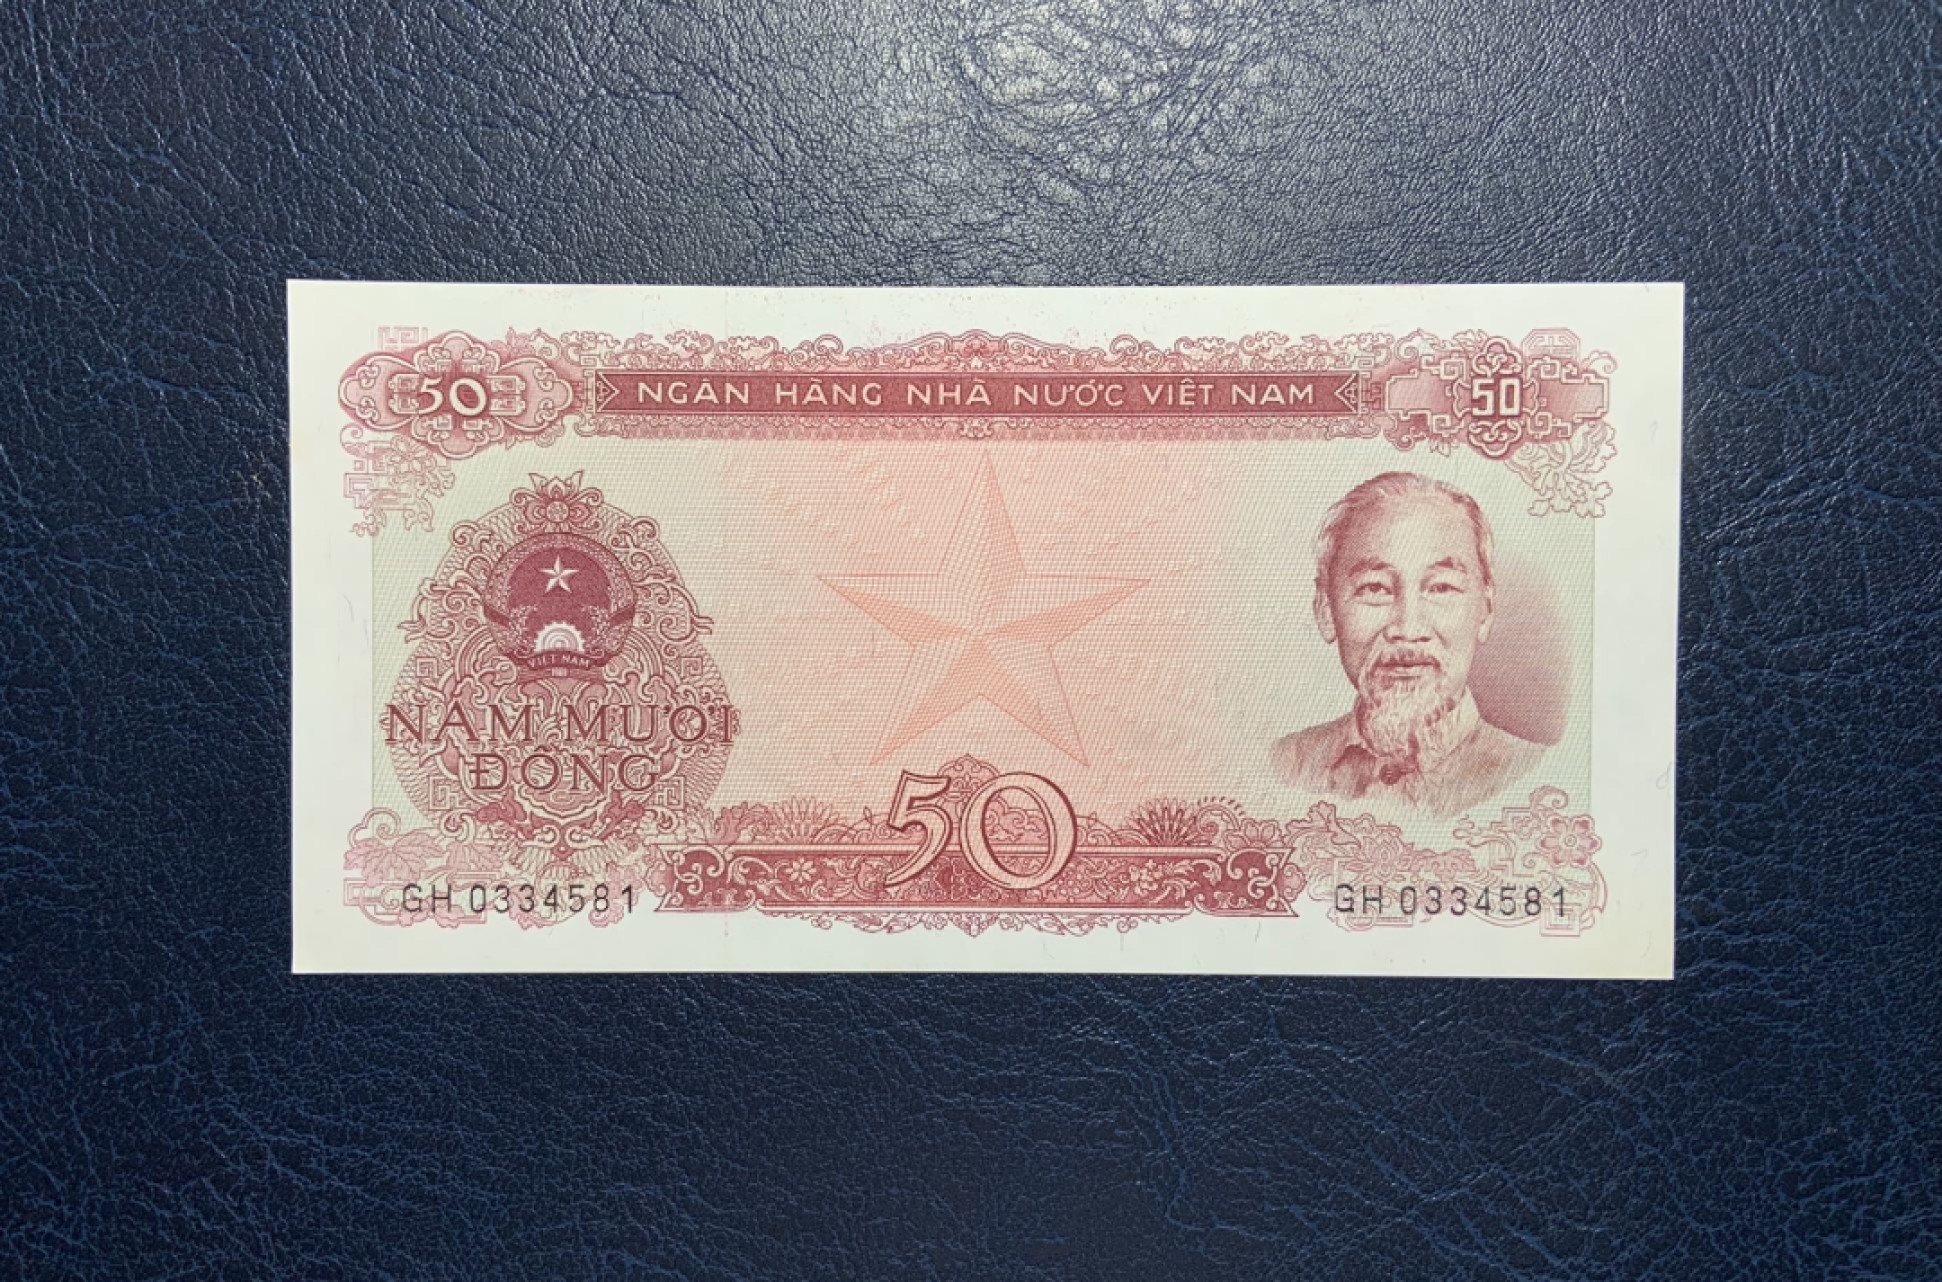 50
NGÂN HÀNG NHÀ NƯỚC VIỆT NAM
50
VIỆT NAM
NĂM MƯƠI
ĐỒNG
50
GH 0334581
GH 0334581